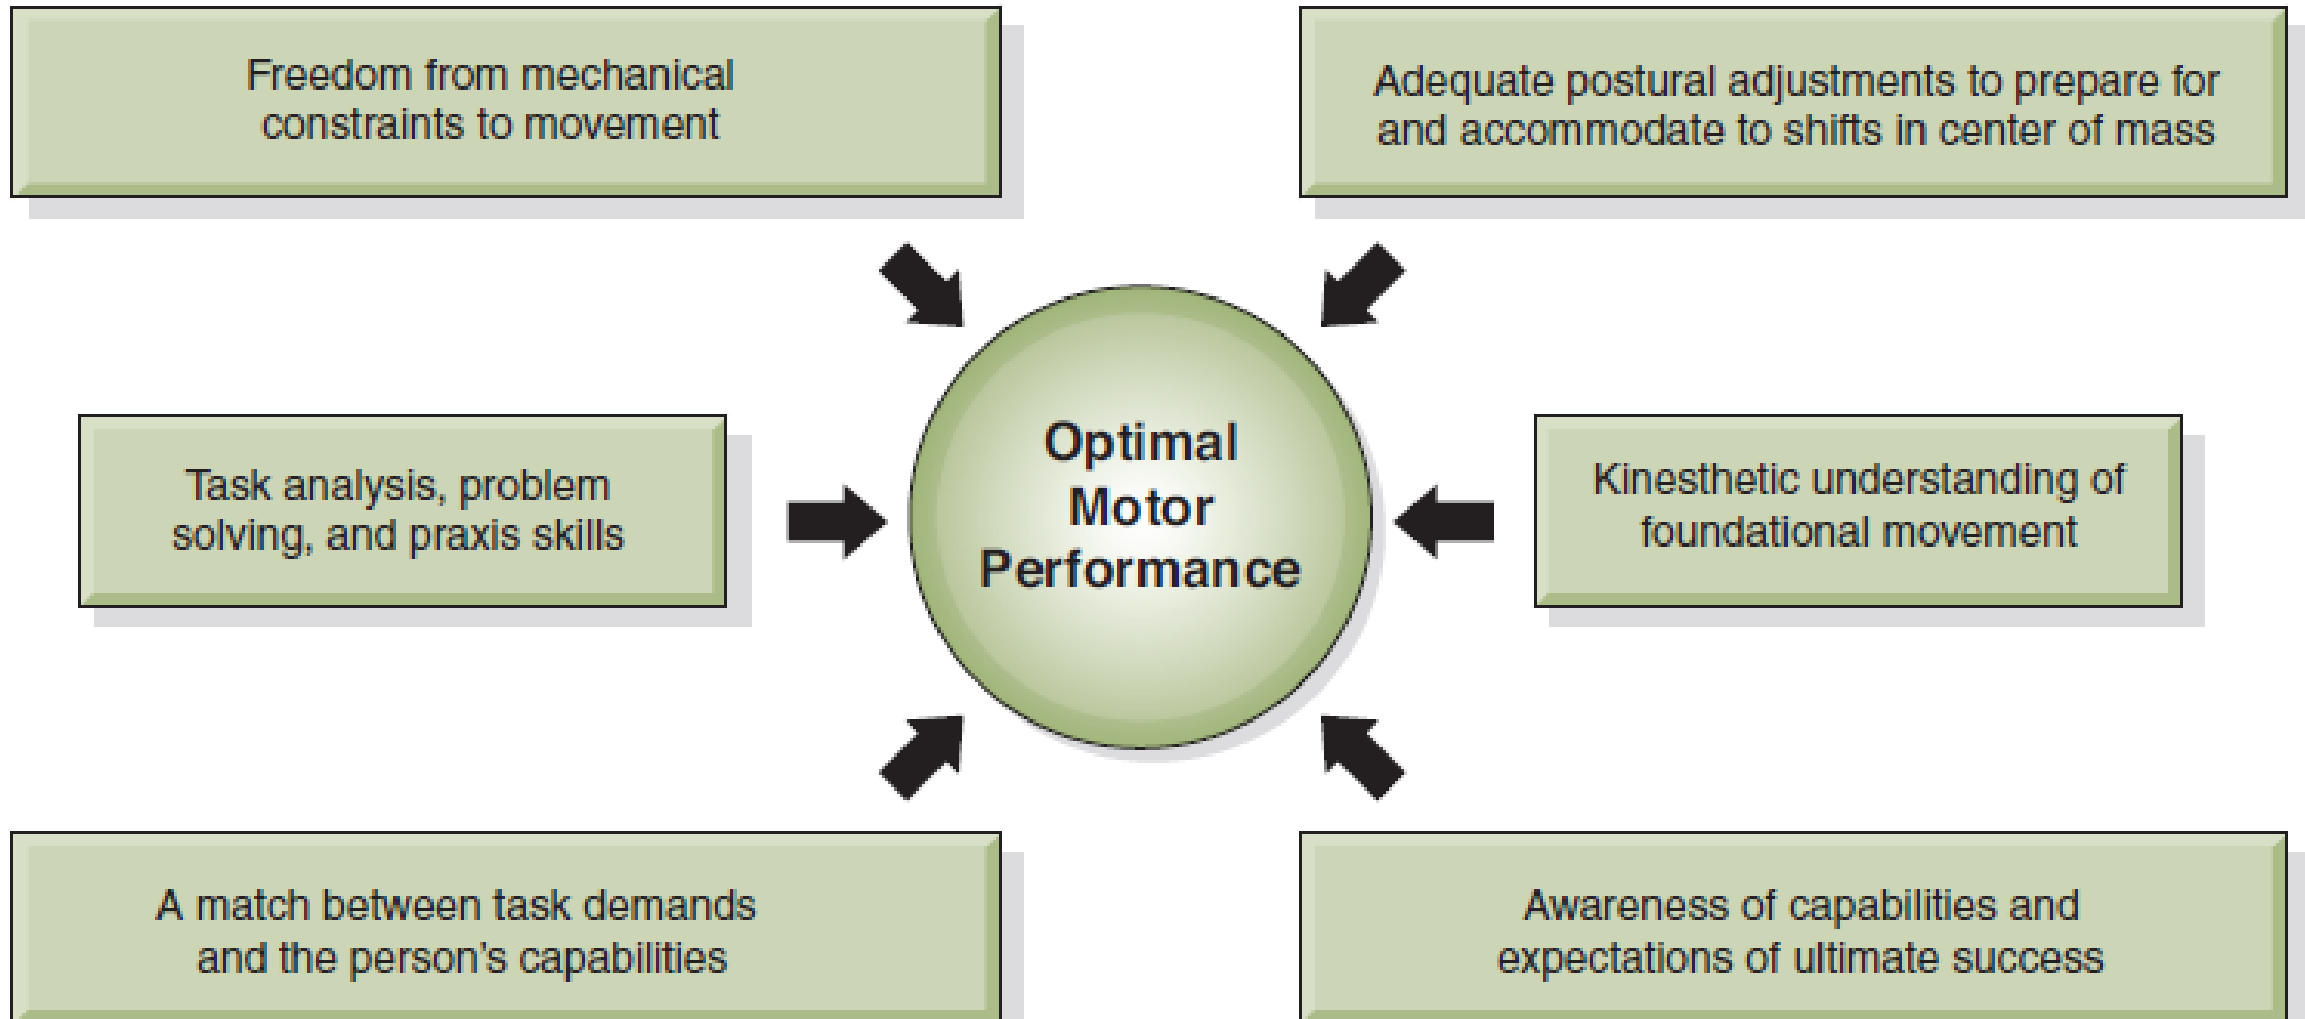 Freedom from mechanical
constraints to movement
Adequate postural adjustments to prepare for
and accommodate to shifts in center of mass
Task analysis, problem
solving, and praxis skills
Optimal
Motor
Performance
Kinesthetic understanding of
foundational movement
A match between task demands
and the person's capabilities
Awareness of capabilities and
expectations of ultimate success